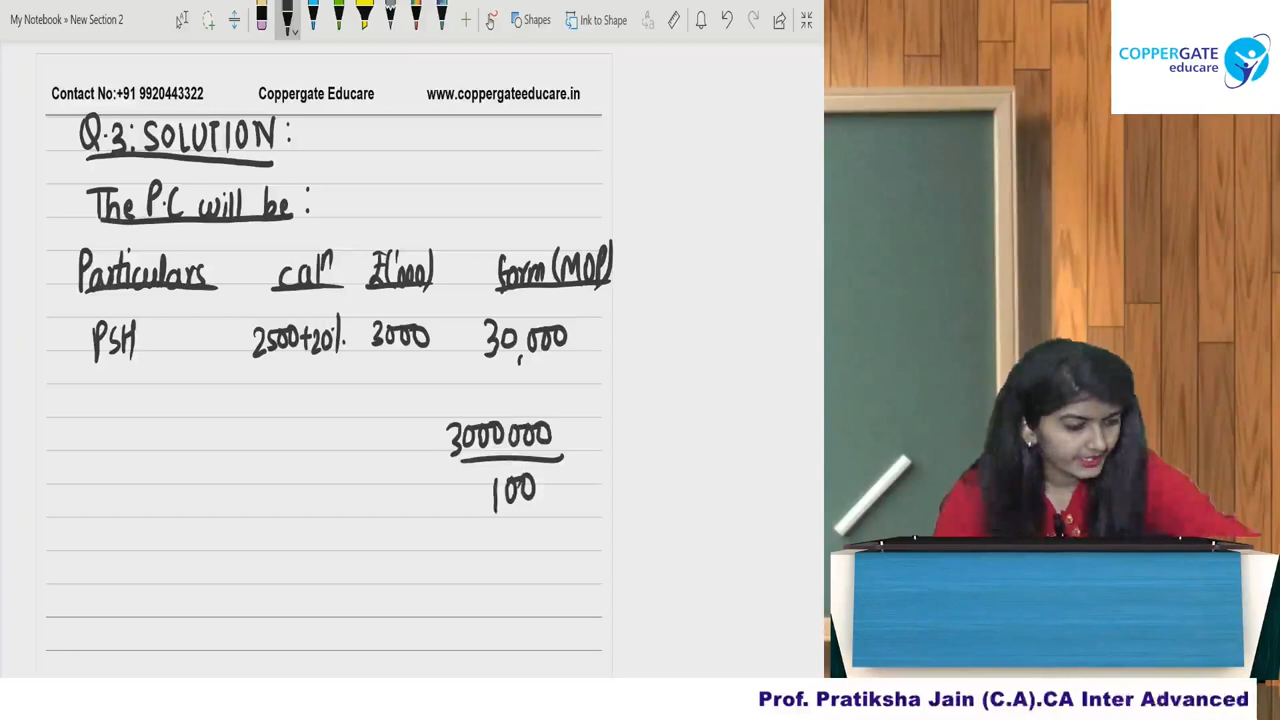 My Notebook » New Section 2
Shapes
Ink to Shape
COPPERGATE
educare
Contact No:+91 9920443322 Coppergate Educare www.coppergateeducare.in
Q.3: SOLUTION:
The P.C will be:
Particulars calⁿ ₹('000) form (MOP)
PSH 2500+20% 3000 30,000
3000000
100
Prof. Pratiksha Jain (C.A).CA Inter Advanced